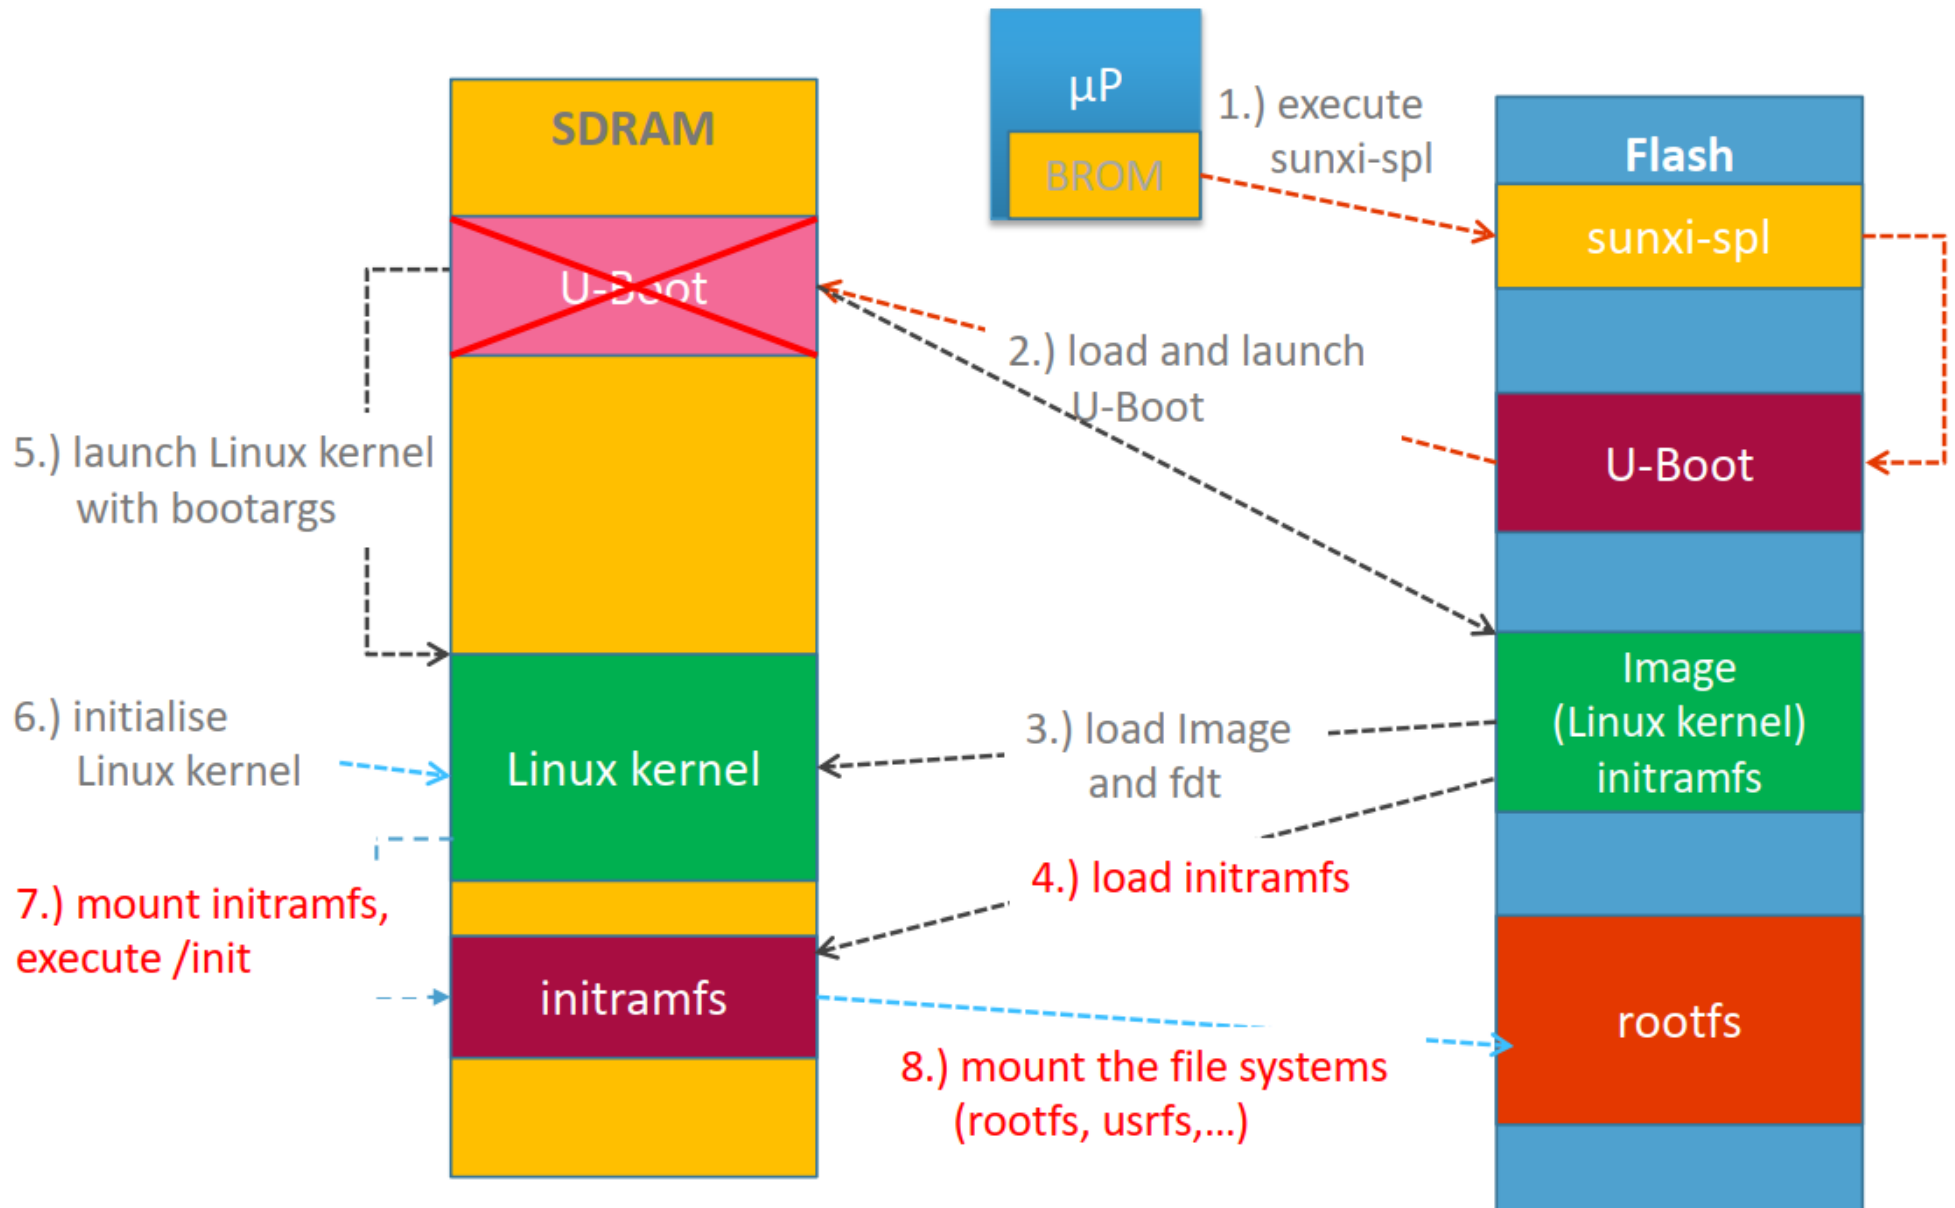 µP
BROM
1.) execute
sunxi-spl
SDRAM
Flash
sunxi-spl
U-Boot
2.) load and launch
U-Boot
U-Boot
5.) launch Linux kernel
with bootargs
Image
(Linux kernel)
initramfs
6.) initialise
Linux kernel
Linux kernel
3.) load Image
and fdt
4.) load initramfs
7.) mount initramfs,
execute /init
initramfs
rootfs
8.) mount the file systems
(rootfs, usrfs,...)